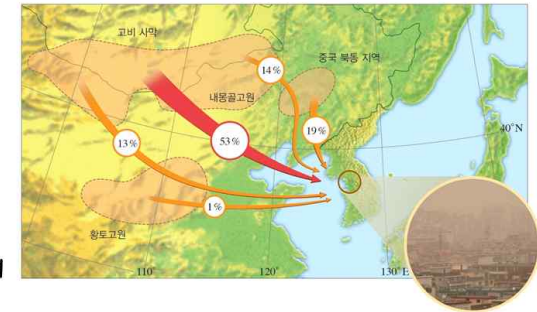 고비 사막
중국 북동 지역
14 %
내몽골고원
19 %
40°N
13 %
53 %
1 %
황토고원
110°
120°
130°E